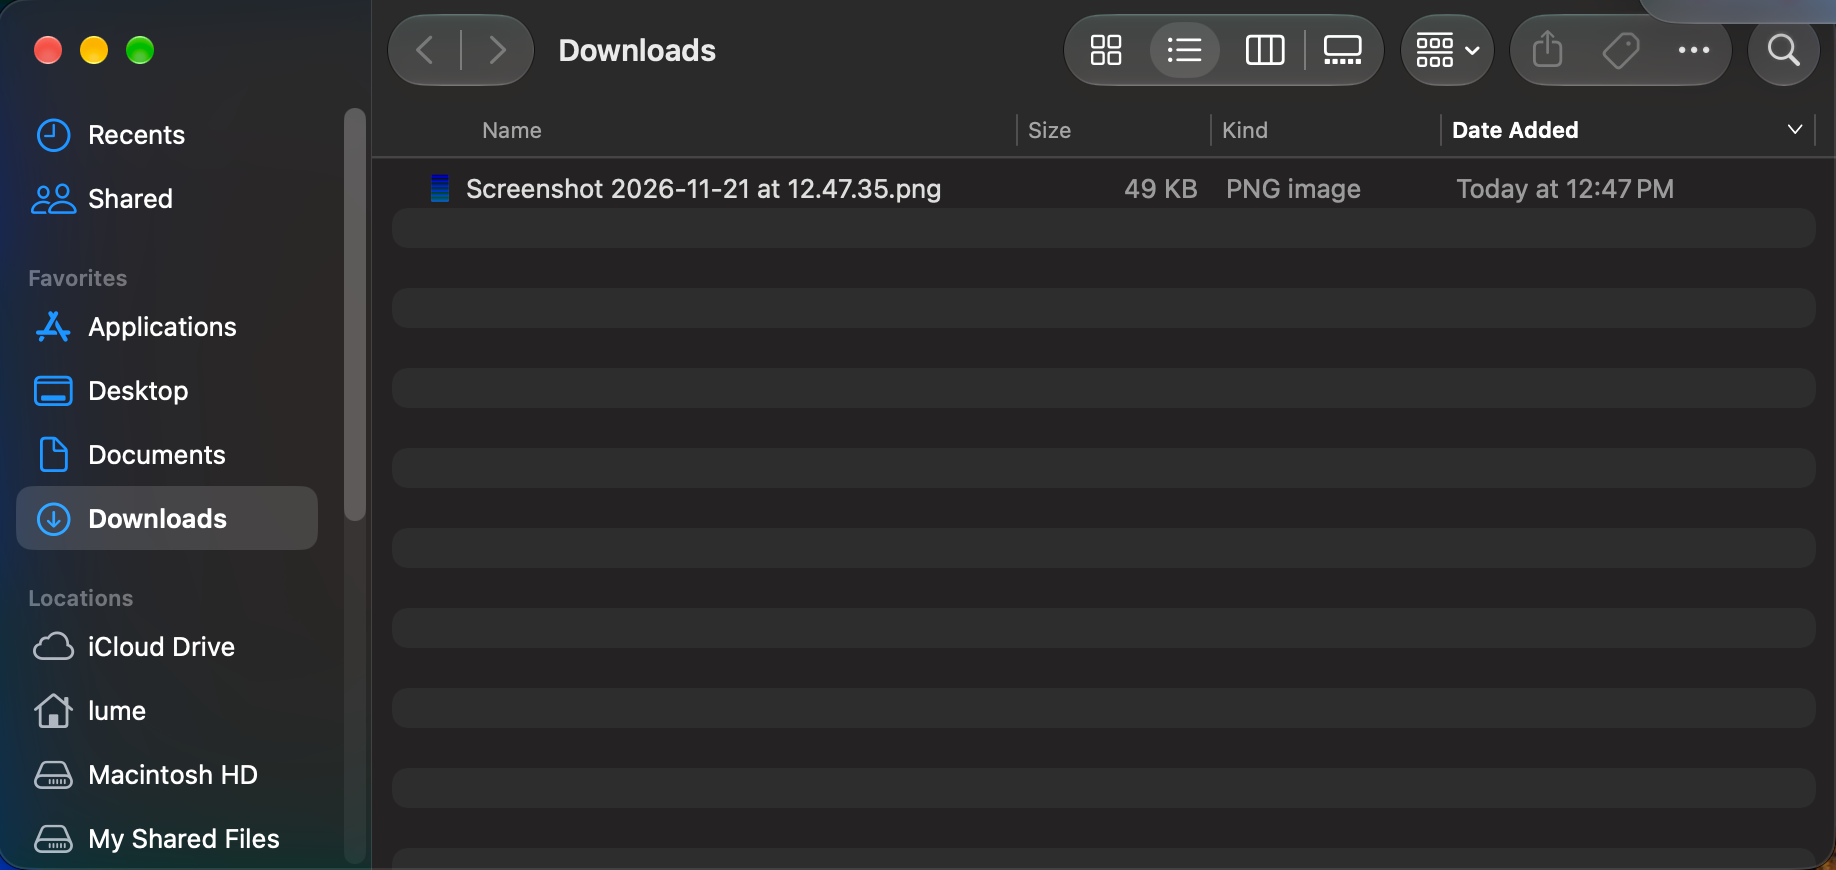 Downloads
Recents
Shared
Favorites
Applications
Desktop
Documents
Downloads
Locations
iCloud Drive
lume
Macintosh HD
My Shared Files
Name Size Kind Date Added
Screenshot 2026-11-21 at 12.47.35.png 49 KB PNG image Today at 12:47 PM